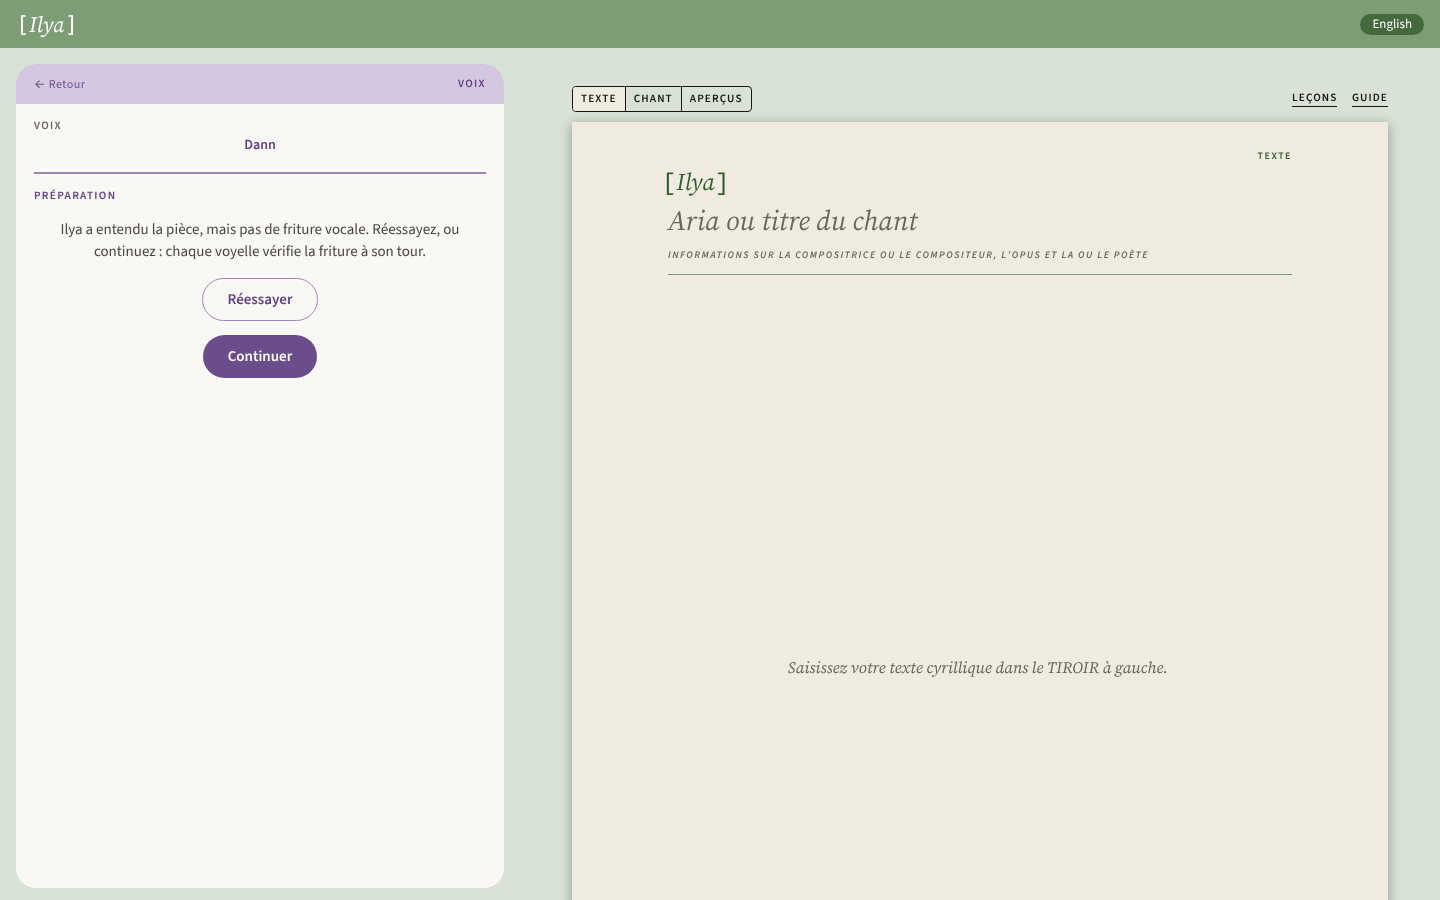 [Ilya]
English
← Retour
VOIX
VOIX
Dann
PRÉPARATION
Ilya a entendu la pièce, mais pas de friture vocale. Réessayez, ou
continuez : chaque voyelle vérifie la friture à son tour.
Réessayer
Continuer
TEXTE
CHANT
APERÇUS
LEÇONS
GUIDE
TEXTE
[Ilya]
Aria ou titre du chant
INFORMATIONS SUR LA COMPOSITRICE OU LE COMPOSITEUR, L'OPUS ET LA OU LE POÈTE
Saisissez votre texte cyrillique dans le TIROIR à gauche.